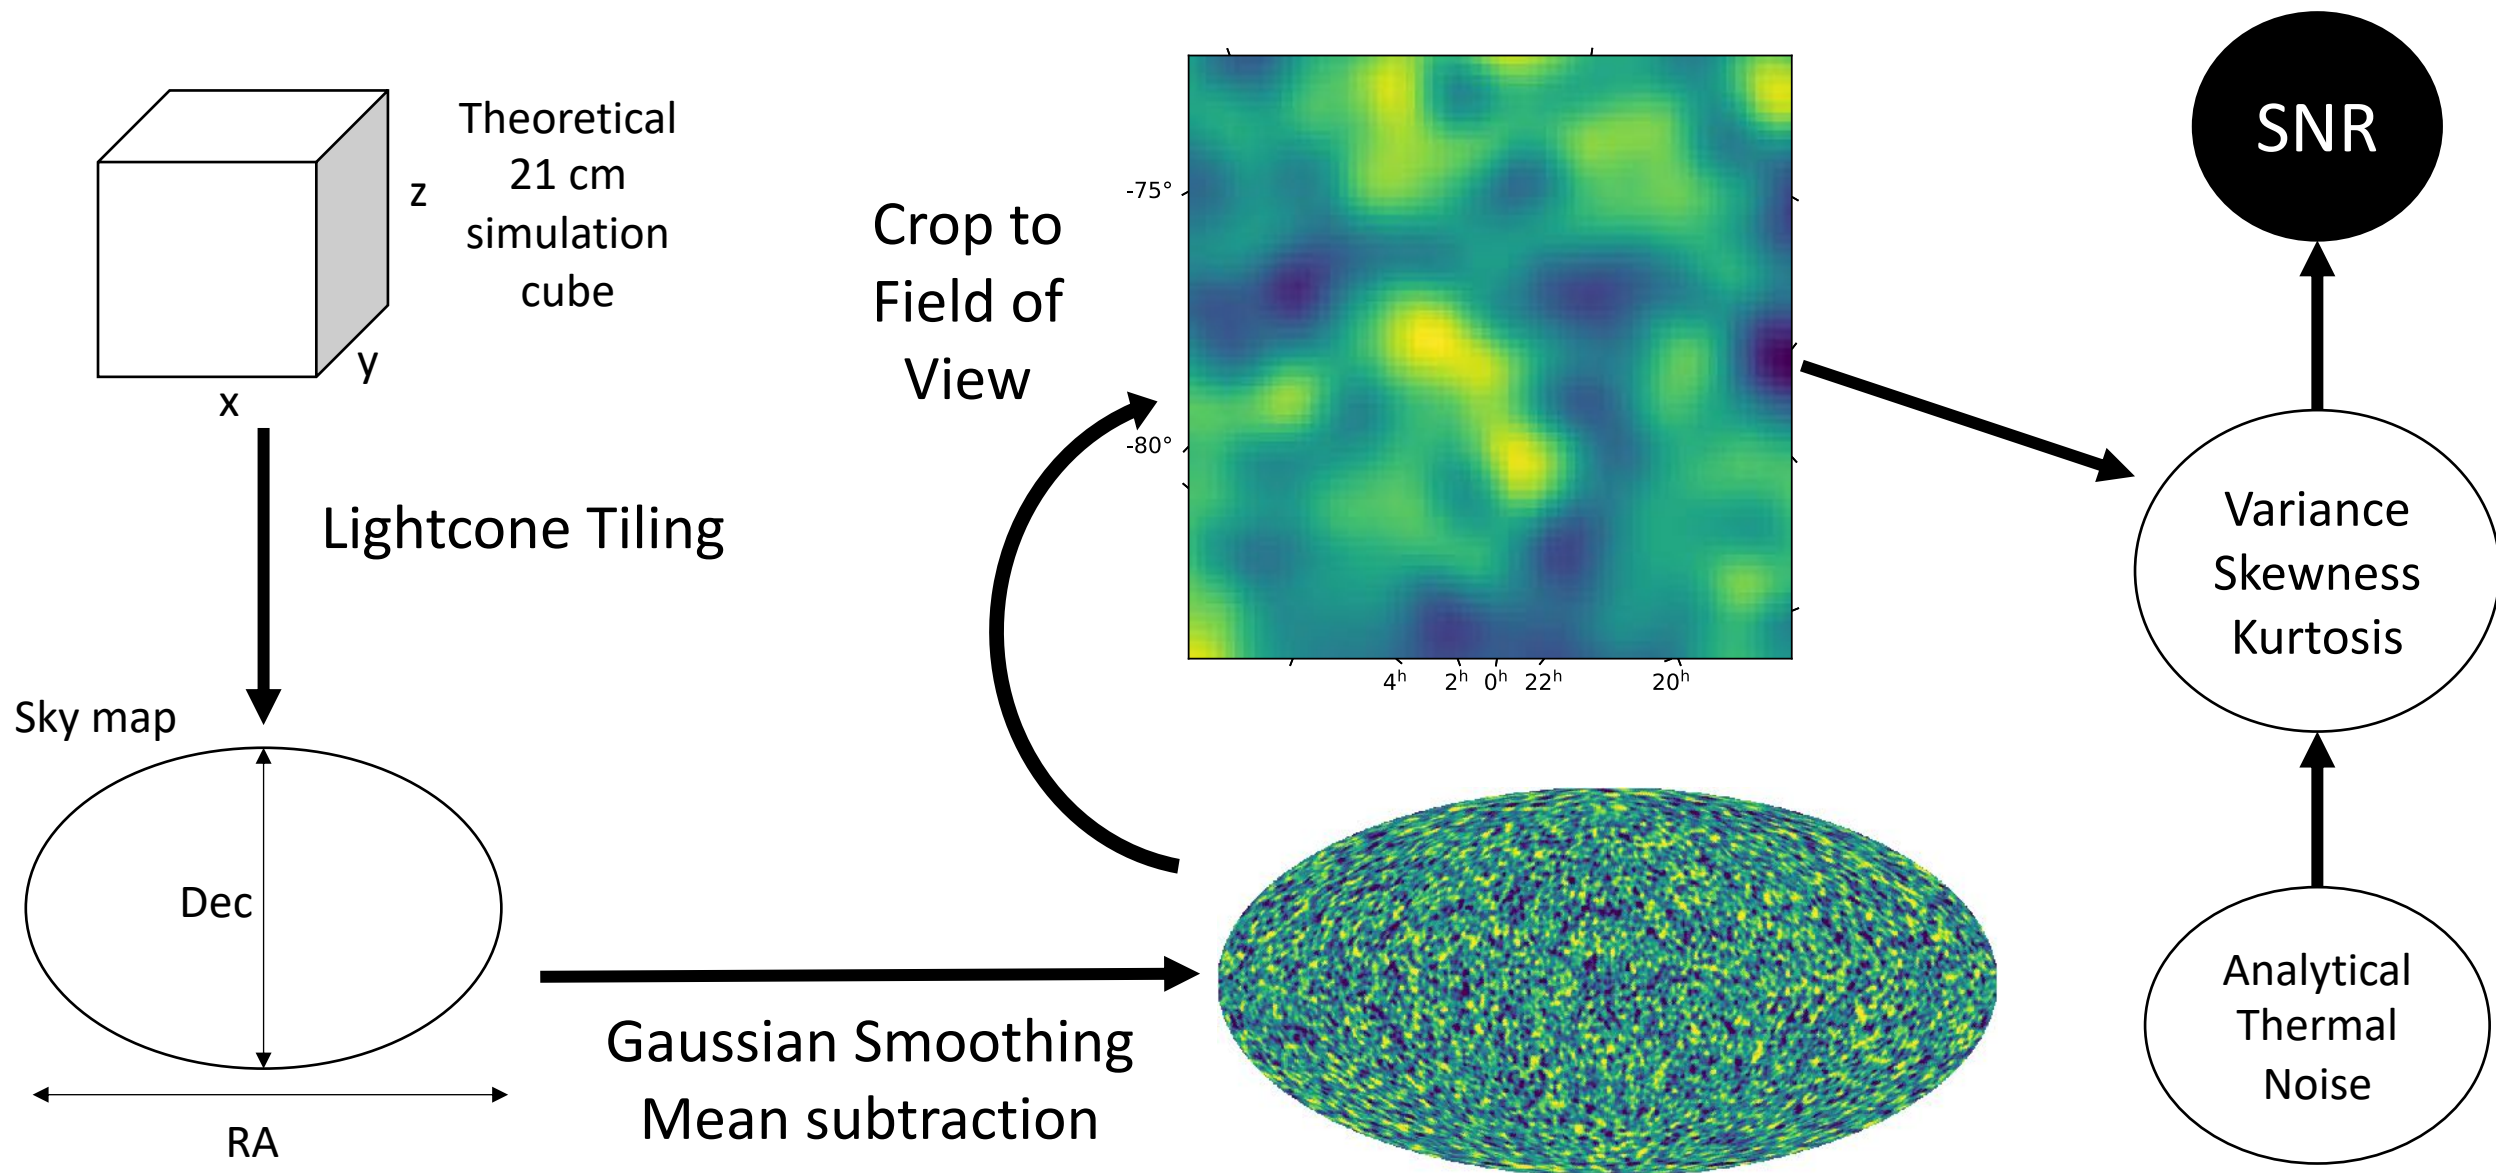 Theoretical
21 cm
simulation
cube
z
y
x
Lightcone Tiling
Sky map
Dec
RA
Gaussian Smoothing
Mean subtraction
Crop to
Field of
View
-75°
-80°
4h 2h 0h 22h 20h
SNR
Variance
Skewness
Kurtosis
Analytical
Thermal
Noise